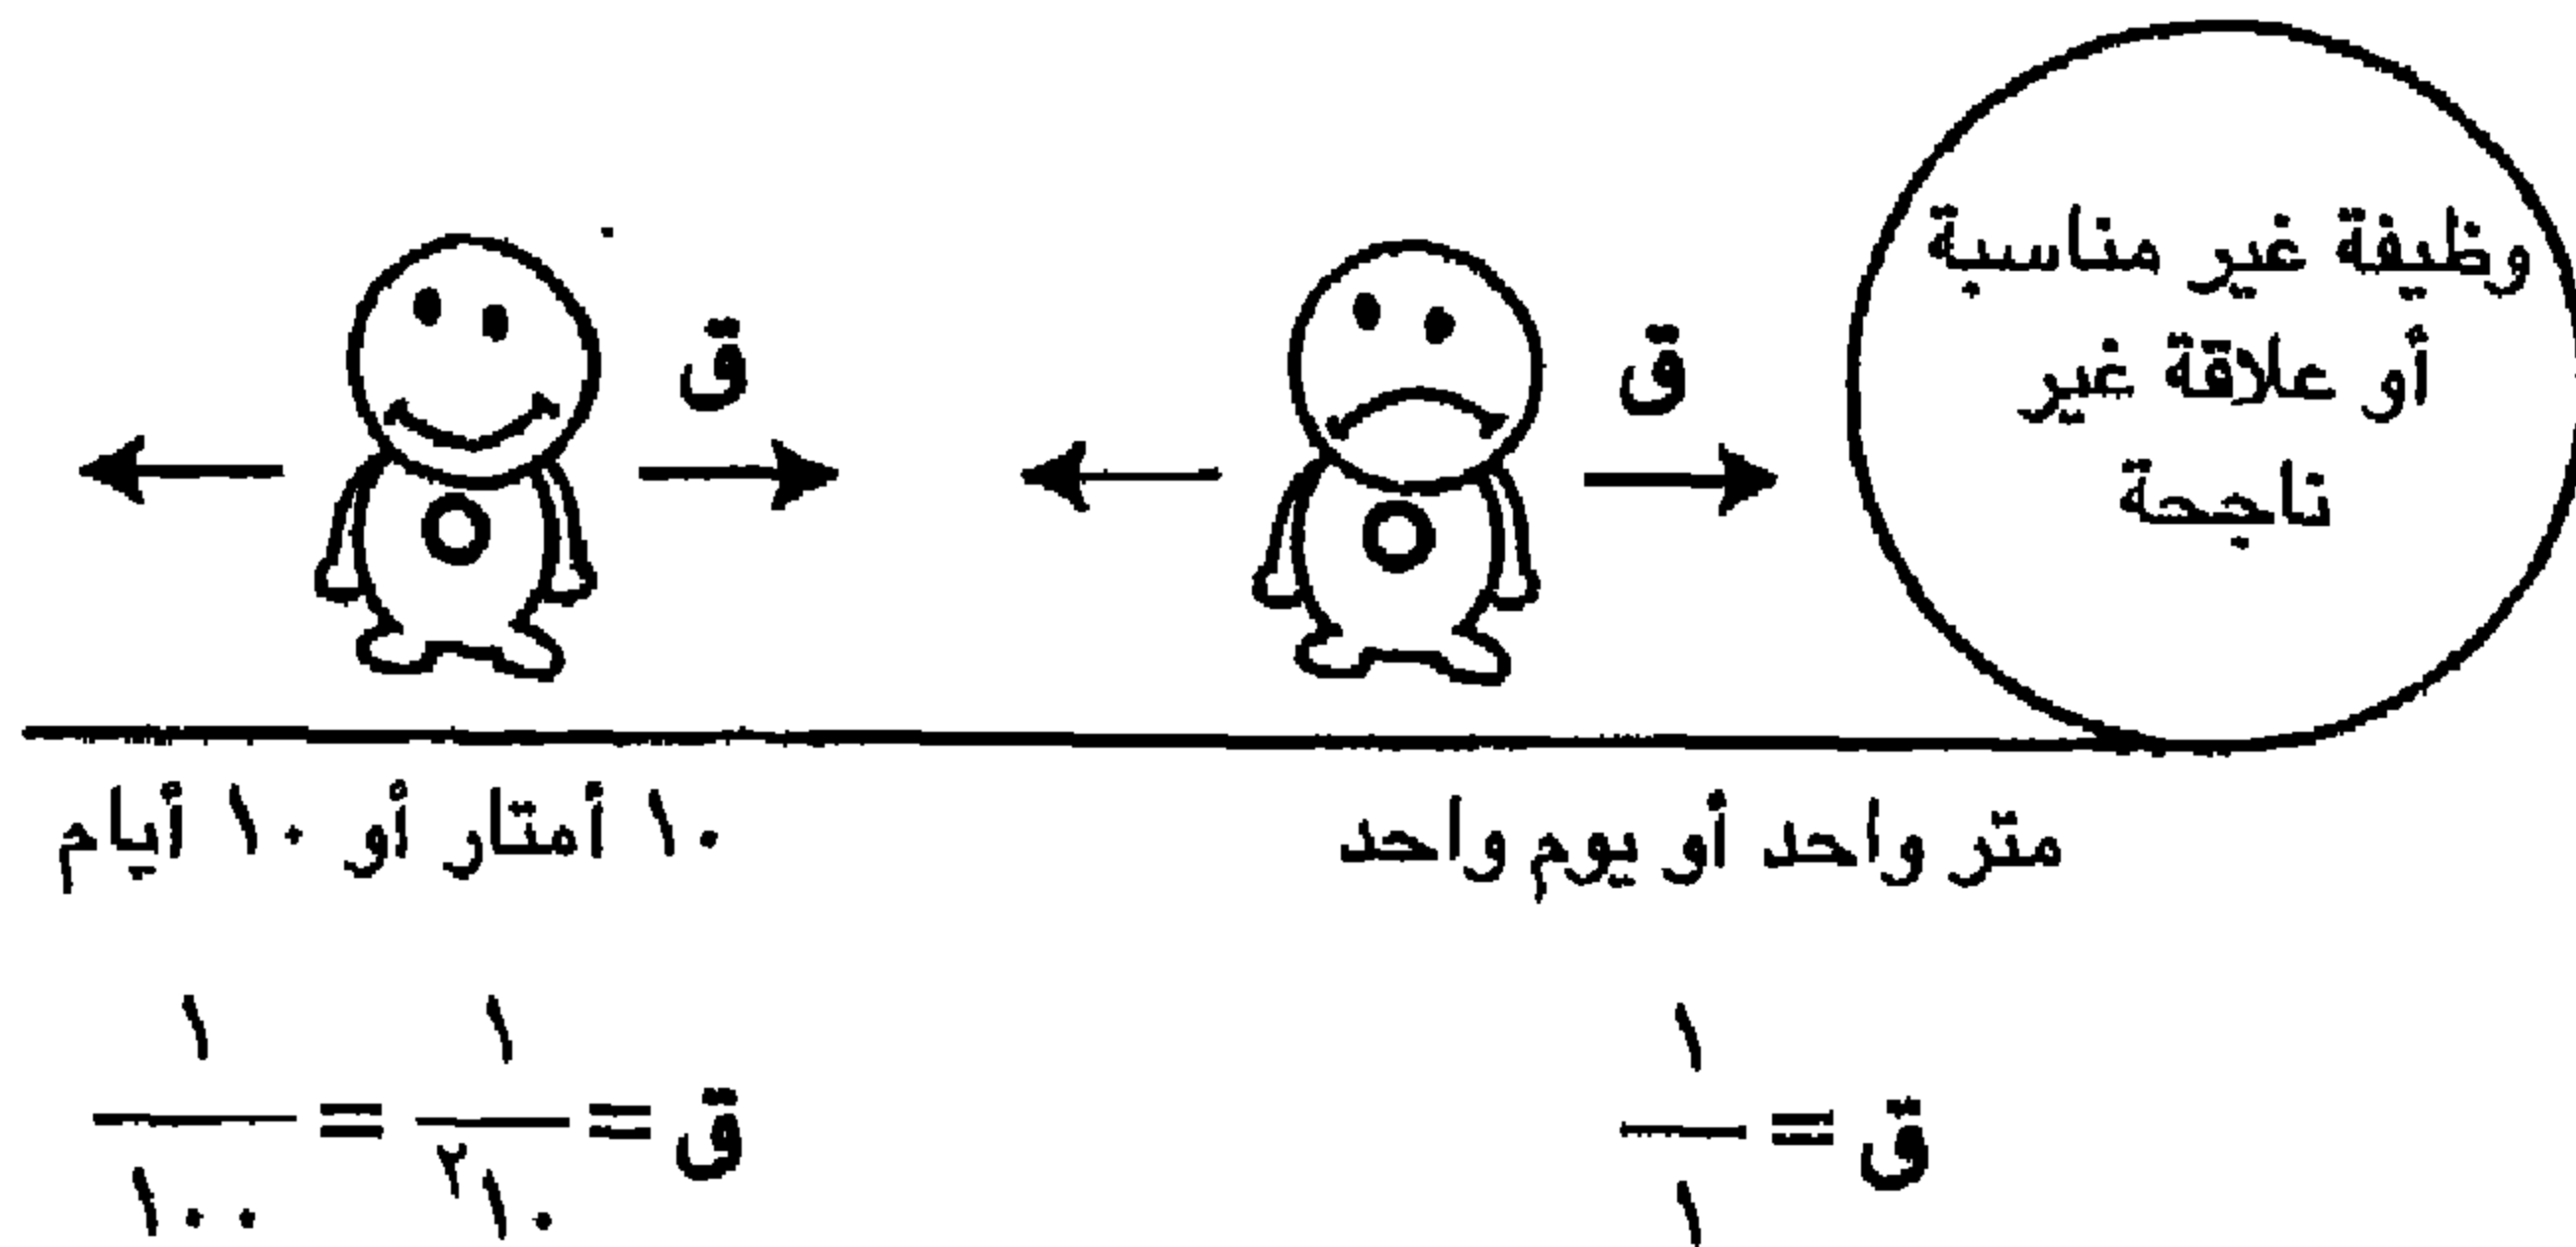 وظيفة غير مناسبة
أو علاقة غير
ناجحة
ق
ق
متر واحد أو يوم واحد
١٠ أمتار أو ١٠ أيام
ق = ١/١
ق = ١/١٠٢ = ١/١٠٠